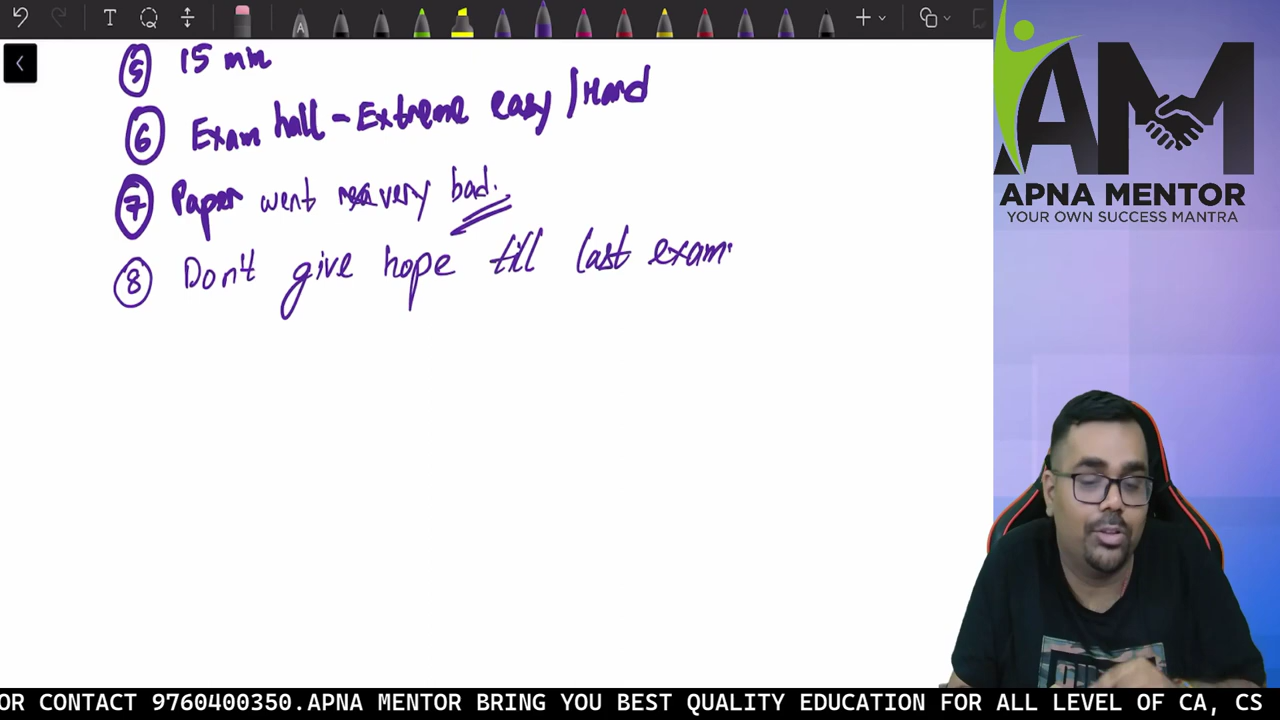 5 15 min
6 Exam hall - Extreme easy / Hard
7 Paper went very bad.
8 Don't give hope till last exam
AM
APNA MENTOR
YOUR OWN SUCCESS MANTRA
OR CONTACT 9760400350.APNA MENTOR BRING YOU BEST QUALITY EDUCATION FOR ALL LEVEL OF CA, CS